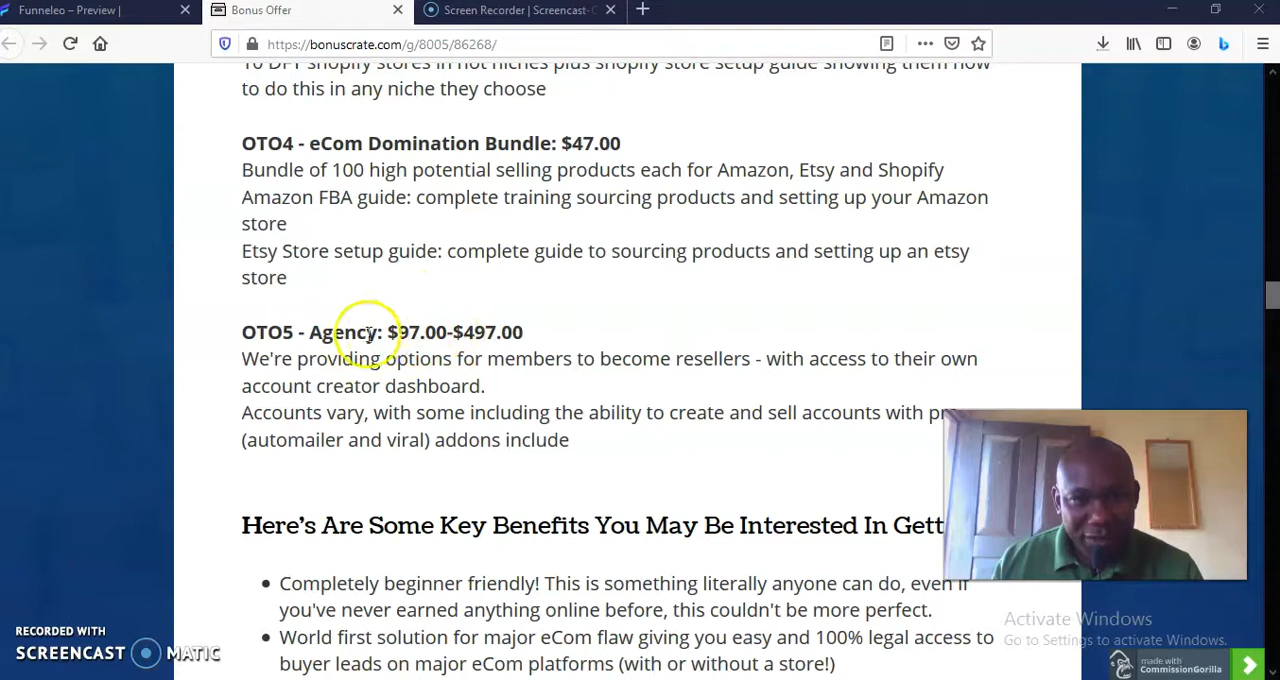 Funneleo – Preview |
Bonus Offer
Screen Recorder | Screencast-O
https://bonuscrate.com/g/8005/86268/
To DFY shopify stores in hot niches plus shopify store setup guide showing them how
to do this in any niche they choose
OTO4 - eCom Domination Bundle: $47.00
Bundle of 100 high potential selling products each for Amazon, Etsy and Shopify
Amazon FBA guide: complete training sourcing products and setting up your Amazon
store
Etsy Store setup guide: complete guide to sourcing products and setting up an etsy
store
OTO5 - Agency: $97.00-$497.00
We're providing options for members to become resellers - with access to their own
account creator dashboard.
Accounts vary, with some including the ability to create and sell accounts with
(automailer and viral) addons include
Here's Are Some Key Benefits You May Be Interested In
Completely beginner friendly! This is something literally anyone can do, even if
you've never earned anything online before, this couldn't be more perfect.
World first solution for major eCom flaw giving you easy and 100% legal access to
buyer leads on major eCom platforms (with or without a store!)
Activate Windows
Go to Settings to activate Windows.
RECORDED WITH
SCREENCAST MATIC
made with
CommissionGorilla